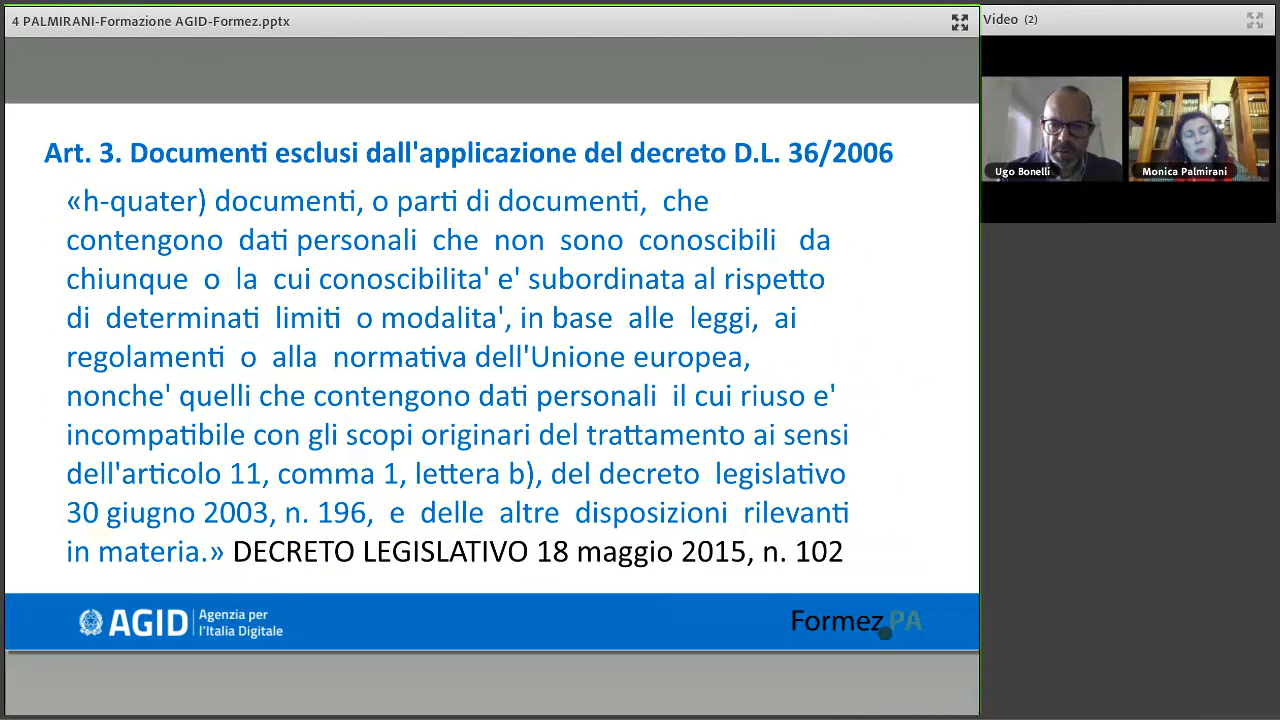 4 PALMIRANI-Formazione AGID-Formez.pptx
Video (2)
Ugo Bonelli
Monica Palmirani
Art. 3. Documenti esclusi dall'applicazione del decreto D.L. 36/2006
«h-quater) documenti, o parti di documenti, che
contengono dati personali che non sono conoscibili da
chiunque o la cui conoscibilita' e' subordinata al rispetto
di determinati limiti o modalita', in base alle leggi, ai
regolamenti o alla normativa dell'Unione europea,
nonche' quelli che contengono dati personali il cui riuso e'
incompatibile con gli scopi originari del trattamento ai sensi
dell'articolo 11, comma 1, lettera b), del decreto legislativo
30 giugno 2003, n. 196, e delle altre disposizioni rilevanti
in materia.» DECRETO LEGISLATIVO 18 maggio 2015, n. 102
AGID
Agenzia per
l'Italia Digitale
Formez PA